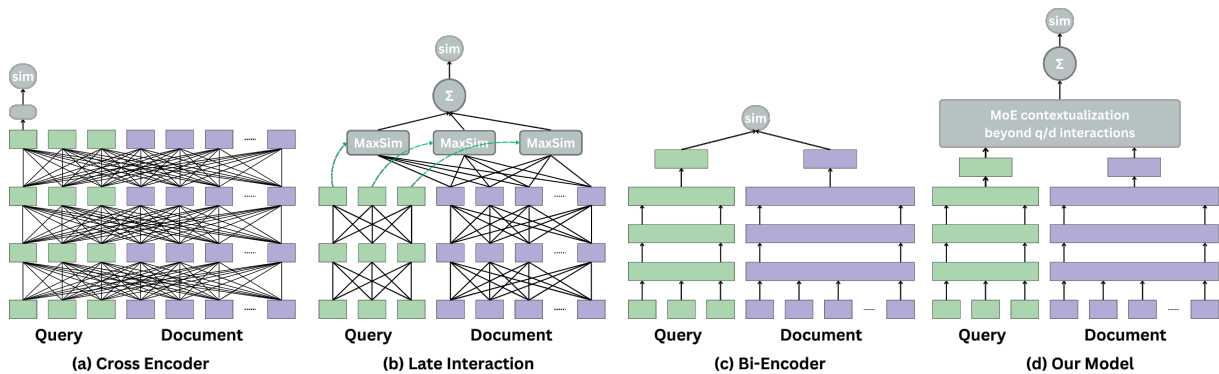 sim
Query Document
(a) Cross Encoder
sim
Σ
MaxSim MaxSim MaxSim
Query Document
(b) Late Interaction
sim
Query Document
(c) Bi-Encoder
sim
Σ
MoE contextualization
beyond q/d interactions
Query Document
(d) Our Model